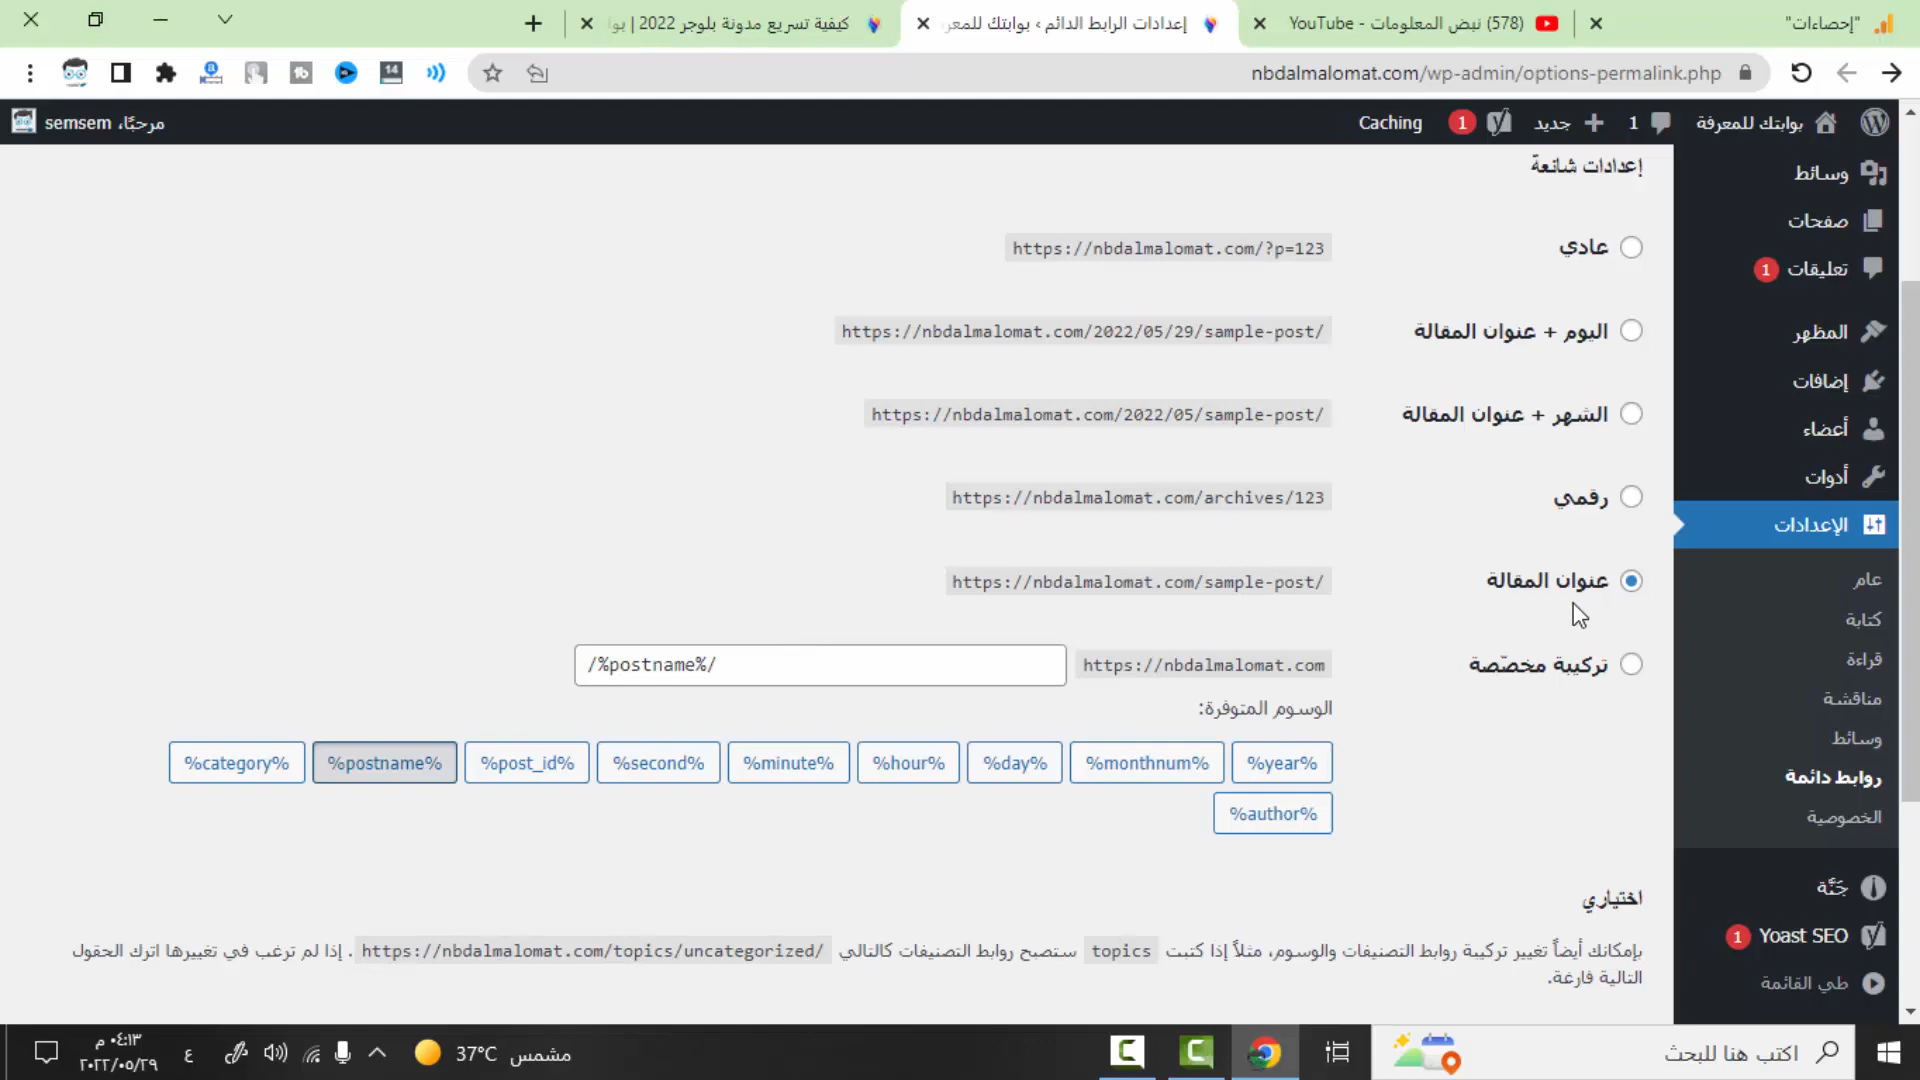 "إحصاءات"
(578) نبض المعلومات - YouTube
إعدادات الرابط الدائم ‹ بوابتك للمعر
كيفية تسريع مدونة بلوجر 2022 | بوا
nbdalmalomat.com/wp-admin/options-permalink.php
14
بوابتك للمعرفة
1
جديد
1
Caching
مرحبًا، semsem
وسائط
صفحات
تعليقات 1
المظهر
إضافات
أعضاء
أدوات
الإعدادات
عام
كتابة
قراءة
مناقشة
وسائط
روابط دائمة
الخصوصية
جَنَّة
Yoast SEO 1
طي القائمة
إعدادات شائعة
عادي https://nbdalmalomat.com/?p=123
اليوم + عنوان المقالة https://nbdalmalomat.com/2022/05/29/sample-post/
الشهر + عنوان المقالة https://nbdalmalomat.com/2022/05/sample-post/
رقمي https://nbdalmalomat.com/archives/123
عنوان المقالة https://nbdalmalomat.com/sample-post/
تركيبة مخصّصة https://nbdalmalomat.com /%postname%/
الوسوم المتوفرة:
%year% %monthnum% %day% %hour% %minute% %second% %post_id% %postname% %category%
%author%
اختياري
بإمكانك أيضاً تغيير تركيبة روابط التصنيفات والوسوم، مثلاً إذا كتبت topics ستصبح روابط التصنيفات كالتالي https://nbdalmalomat.com/topics/uncategorized/ . إذا لم ترغب في تغييرها اترك الحقول
التالية فارغة.
اكتب هنا للبحث
37°C مشمس
ع
٠٤:١٣ م
٢٠٢٢/٠٥/٢٩